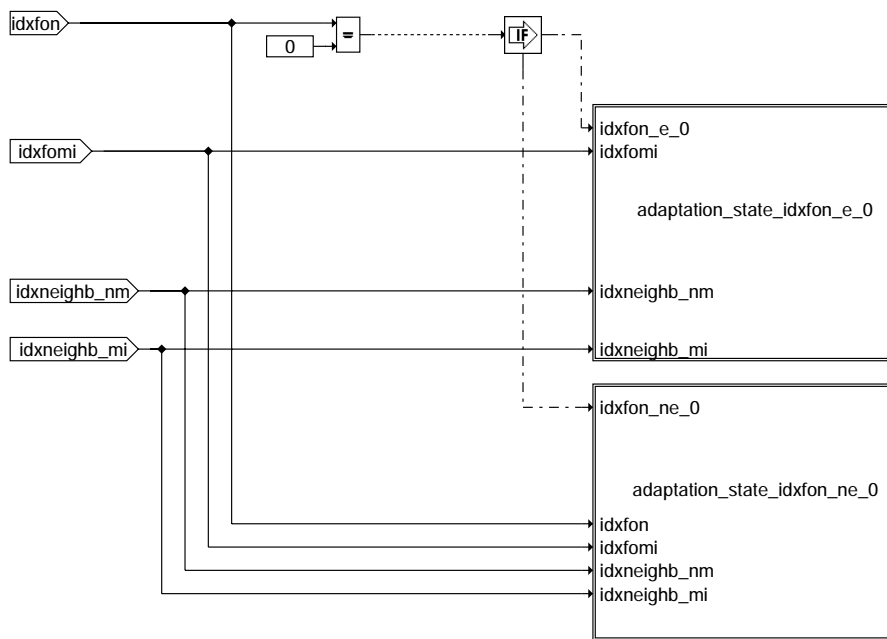 idxfon
0
=
IF
idxfon_e_0
idxfomi
idxfomi
adaptation_state_idxfon_e_0
idxneighb_nm
idxneighb_nm
idxneighb_mi
idxneighb_mi
idxfon_ne_0
adaptation_state_idxfon_ne_0
idxfon
idxfomi
idxneighb_nm
idxneighb_mi